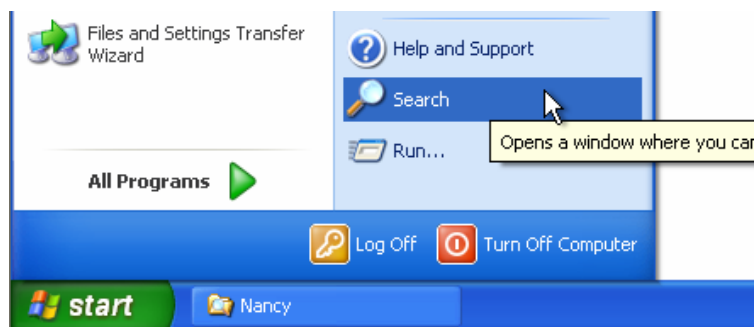 Files and Settings Transfer
Wizard
Help and Support
Search
Opens a window where you can
Run...
All Programs
Log Off
Turn Off Computer
start
Nancy